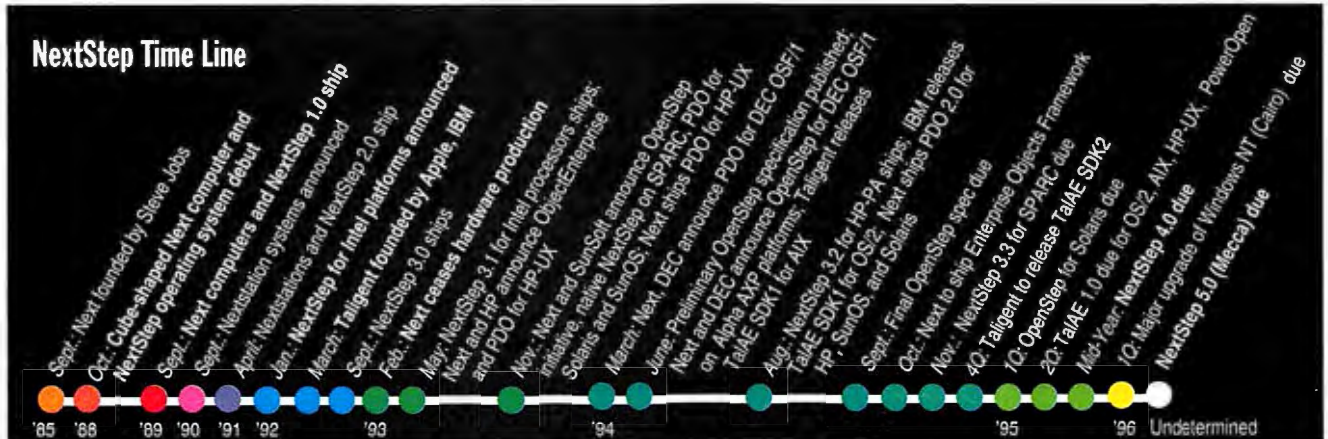 NextStep Time Line
Sept.: Next founded by Steve Jobs
Oct.: Cube-shaped Next computer and
NextStep operating system debut
Sept.: Next computers and NextStep 1.0 ship
Sept.: Nextstation systems announced
April: Nextstations and NextStep 2.0 ship
Jan.: NextStep for Intel platforms announced
March: Taligent founded by Apple, IBM
Sept.: NextStep 3.0 ships
Feb.: Next ceases hardware production
May: NextStep 3.1 for Intel processors ships;
Next and HP announce ObjectEnterprise
and PDO for HP-UX
Nov.: Next and SunSoft announce OpenStep
initiative, native NextStep on SPARC, PDO for
Solaris and SunOS; Next ships PDO for HP-UX
March: Next, DEC announce PDO for DEC OSF/1
June: Preliminary OpenStep specification published;
Next and DEC announce OpenStep for DEC OSF/1
on Alpha AXP platforms; Taligent releases
TalAE SDK1 for AIX
Aug.: NextStep 3.2 for HP-PA ships; IBM releases
TalAE SDK1 for OS/2; Next ships PDO 2.0 for
HP, SunOS, and Solaris
Sept.: Final OpenStep spec due
Oct.: Next to ship Enterprise Objects Framework
Nov.: NextStep 3.3 for SPARC due
4Q: Taligent to release TalAE SDK2
1Q: OpenStep for Solaris due
2Q: TalAE 1.0 due for OS/2, AIX, HP-UX, PowerOpen
Mid-Year: NextStep 4.0 due
1Q: Major upgrade of Windows NT (Cairo) due
NextStep 5.0 (Mecca) due
'85 '88 '89 '90 '91 '92 '93 '94 '95 '96 Undetermined